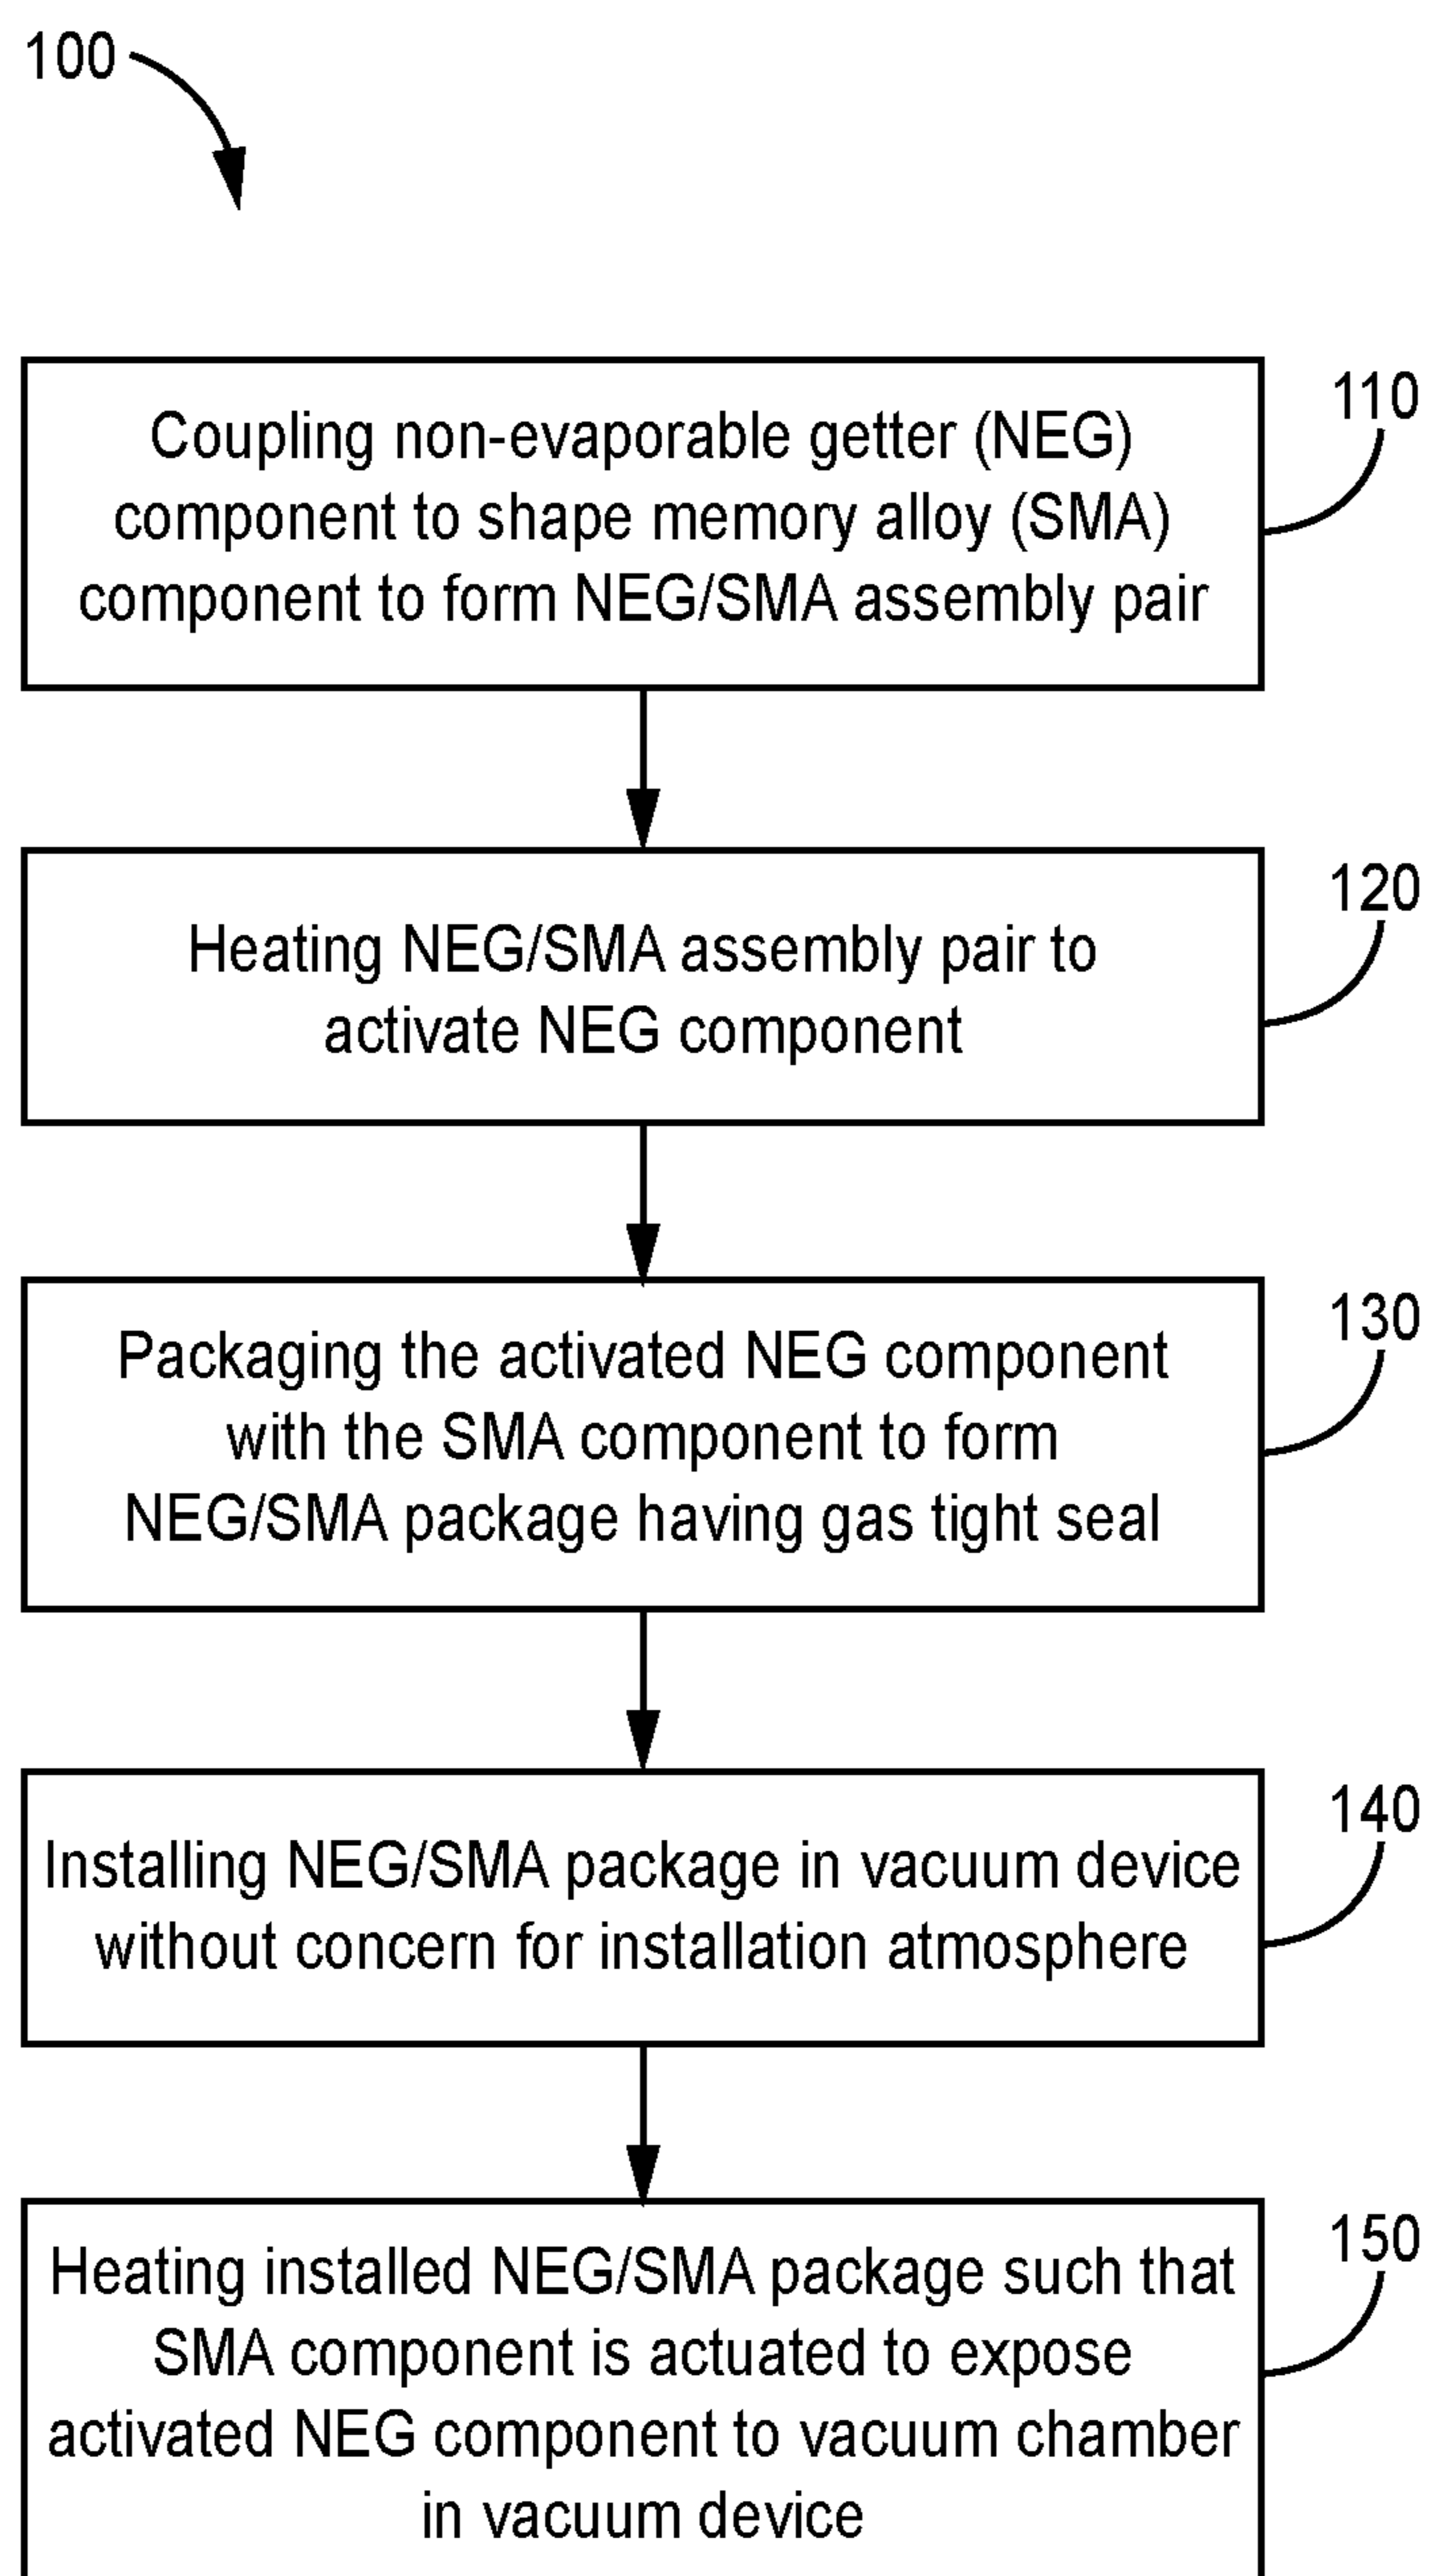 100
110
Coupling non-evaporable getter (NEG)
component to shape memory alloy (SMA)
component to form NEG/SMA assembly pair
120
Heating NEG/SMA assembly pair to
activate NEG component
130
Packaging the activated NEG component
with the SMA component to form
NEG/SMA package having gas tight seal
140
Installing NEG/SMA package in vacuum device
without concern for installation atmosphere
150
Heating installed NEG/SMA package such that
SMA component is actuated to expose
activated NEG component to vacuum chamber
in vacuum device